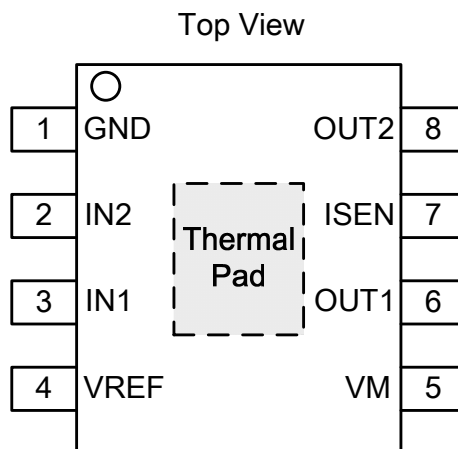 Top View
1 GND OUT2 8
2 IN2 ISEN 7
Thermal
Pad
3 IN1 OUT1 6
4 VREF VM 5